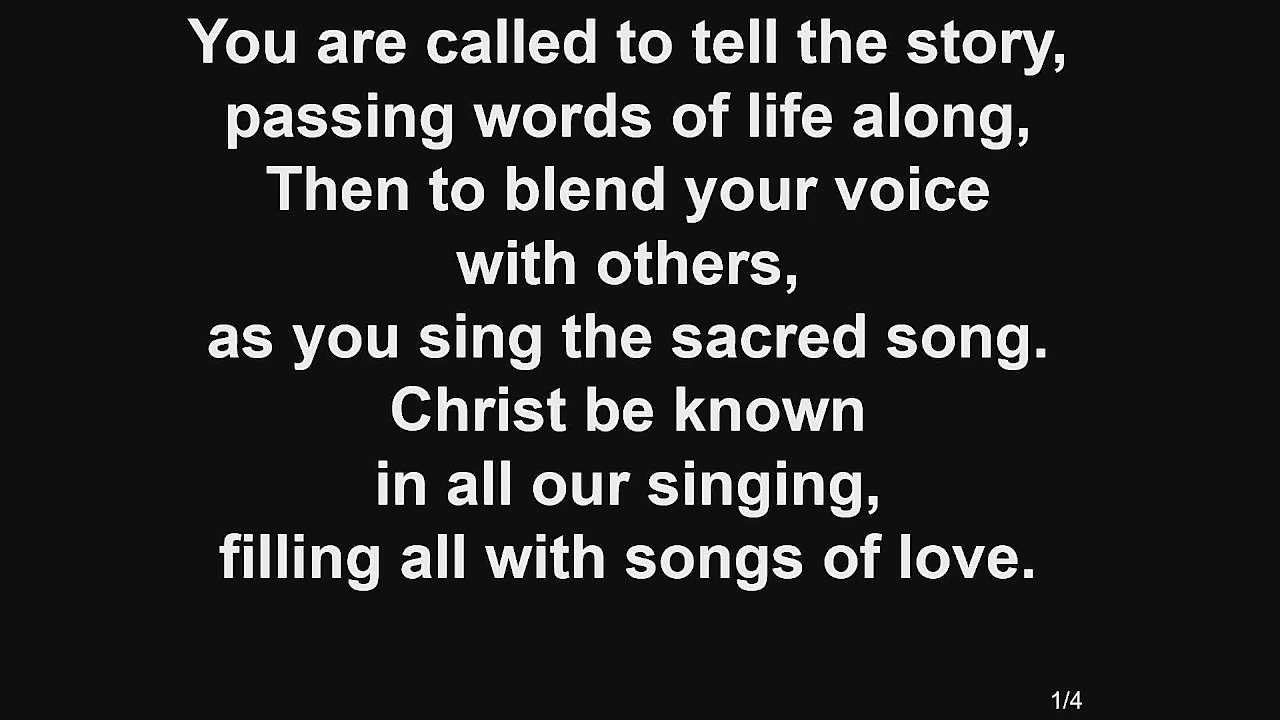 You are called to tell the story,
passing words of life along,
Then to blend your voice
with others,
as you sing the sacred song.
Christ be known
in all our singing,
filling all with songs of love.
1/4